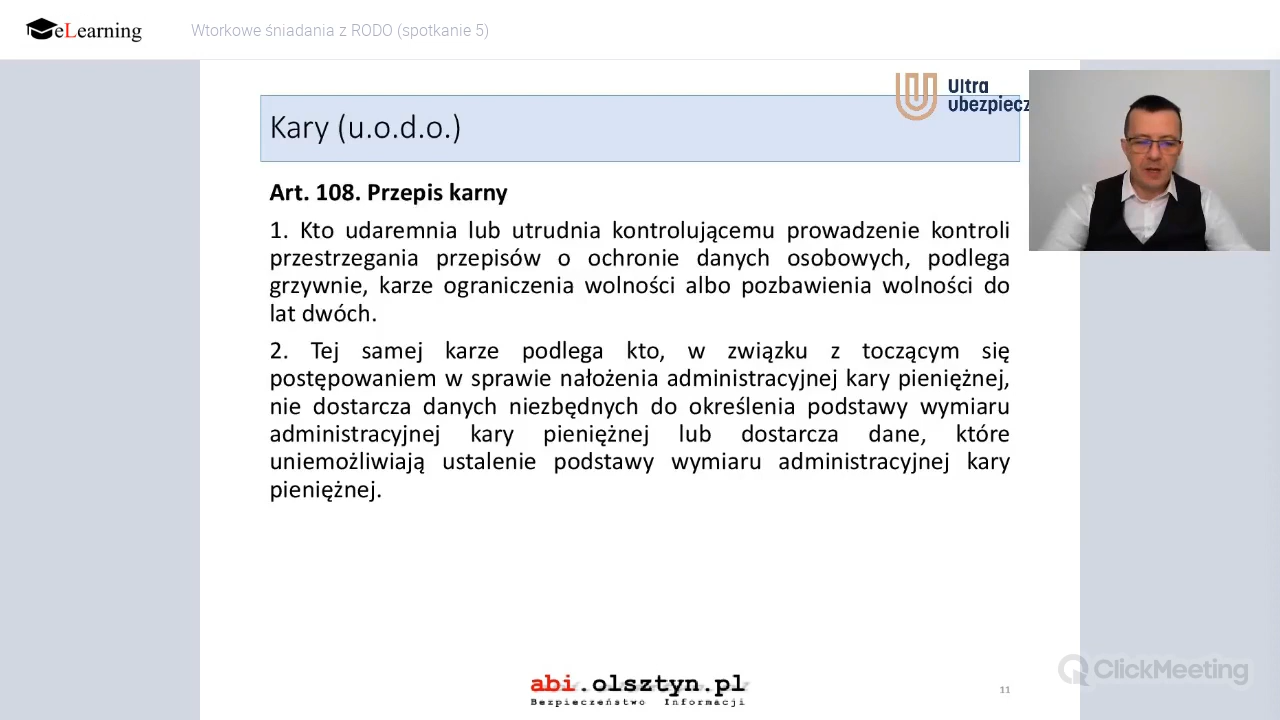 eLearning
Wtorkowe śniadania z RODO (spotkanie 5)
Ultra
ubezpiecz
Kary (u.o.d.o.)
Art. 108. Przepis karny
1. Kto udaremnia lub utrudnia kontrolującemu prowadzenie kontroli
przestrzegania przepisów o ochronie danych osobowych, podlega
grzywnie, karze ograniczenia wolności albo pozbawienia wolności do
lat dwóch.
2. Tej samej karze podlega kto, w związku z toczącym się
postępowaniem w sprawie nałożenia administracyjnej kary pieniężnej,
nie dostarcza danych niezbędnych do określenia podstawy wymiaru
administracyjnej kary pieniężnej lub dostarcza dane, które
uniemożliwiają ustalenie podstawy wymiaru administracyjnej kary
pieniężnej.
ClickMeeting
abi.olsztyn.pl
Bezpieczeństwo Informacji
11